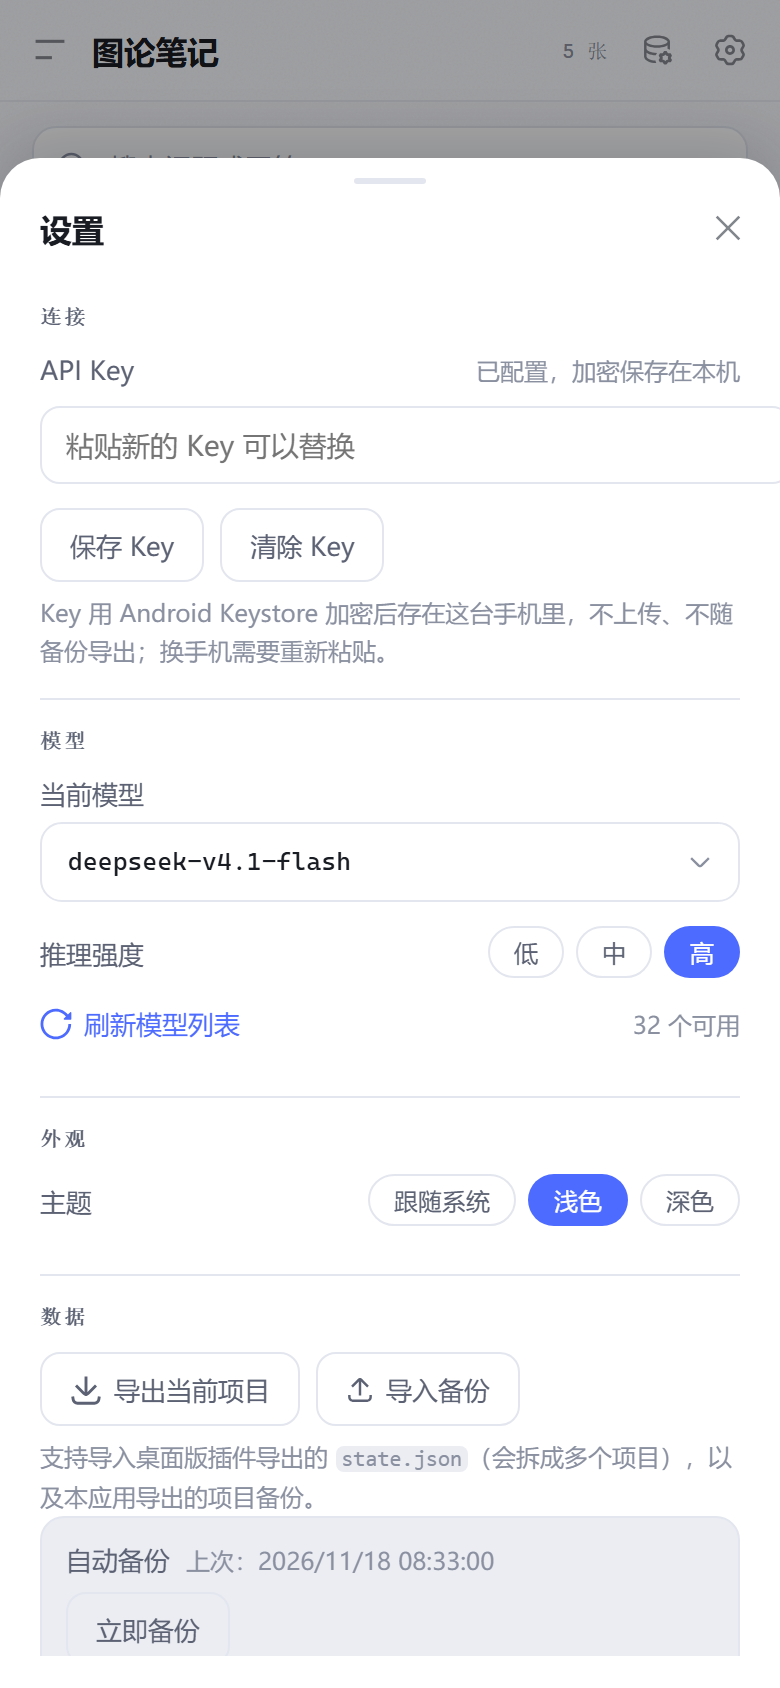 图论笔记
5 张
设置
连接
API Key
已配置，加密保存在本机
粘贴新的 Key 可以替换
保存 Key
清除 Key
Key 用 Android Keystore 加密后存在这台手机里，不上传、不随
备份导出；换手机需要重新粘贴。
模型
当前模型
deepseek-v4.1-flash
推理强度
低
中
高
刷新模型列表
32 个可用
外观
主题
跟随系统
浅色
深色
数据
导出当前项目
导入备份
支持导入桌面版插件导出的 state.json（会拆成多个项目），以
及本应用导出的项目备份。
自动备份 上次：2026/11/18 08:33:00
立即备份